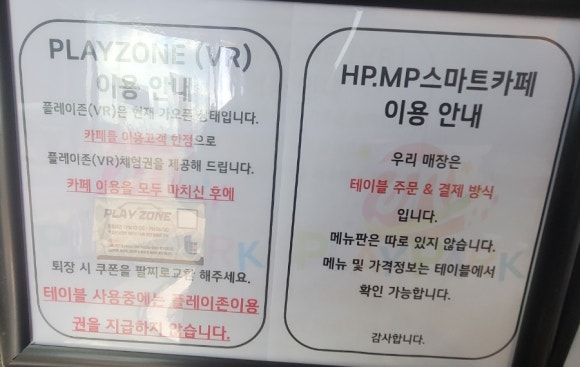 PLAYZONE (VR)
이용 안내
플레이존(VR)은 현재 가오픈 상태입니다.
카페를 이용고객 한정으로
플레이존(VR)체험권을 제공해 드립니다.
카페 이용을 모두 마치신 후에
PLAY ZONE
퇴장 시 쿠폰을 팔찌로교환 해주세요.
테이블 사용중에는 플레이존이용
권을 지급하지 않습니다.
HP.MP스마트카페
이용 안내
우리 매장은
테이블 주문 & 결제 방식
입니다.
메뉴판은 따로 있지 않습니다.
메뉴 및 가격정보는 테이블에서
확인 가능합니다.
감사합니다.